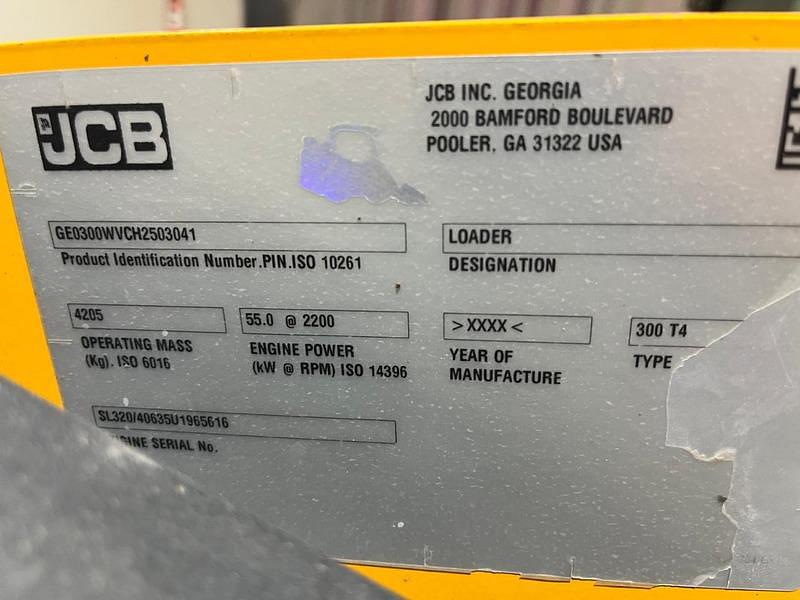 JCB
JCB INC. GEORGIA
2000 BAMFORD BOULEVARD
POOLER, GA 31322 USA
GE0300WVCH2503041
Product Identification Number.PIN.ISO 10261
LOADER
DESIGNATION
4205
OPERATING MASS
(Kg). ISO 6016
55.0 @ 2200
ENGINE POWER
(kW @ RPM) ISO 14396
>XXXX<
YEAR OF
MANUFACTURE
300 T4
TYPE
SL320/40635U1965616
SERIAL No.